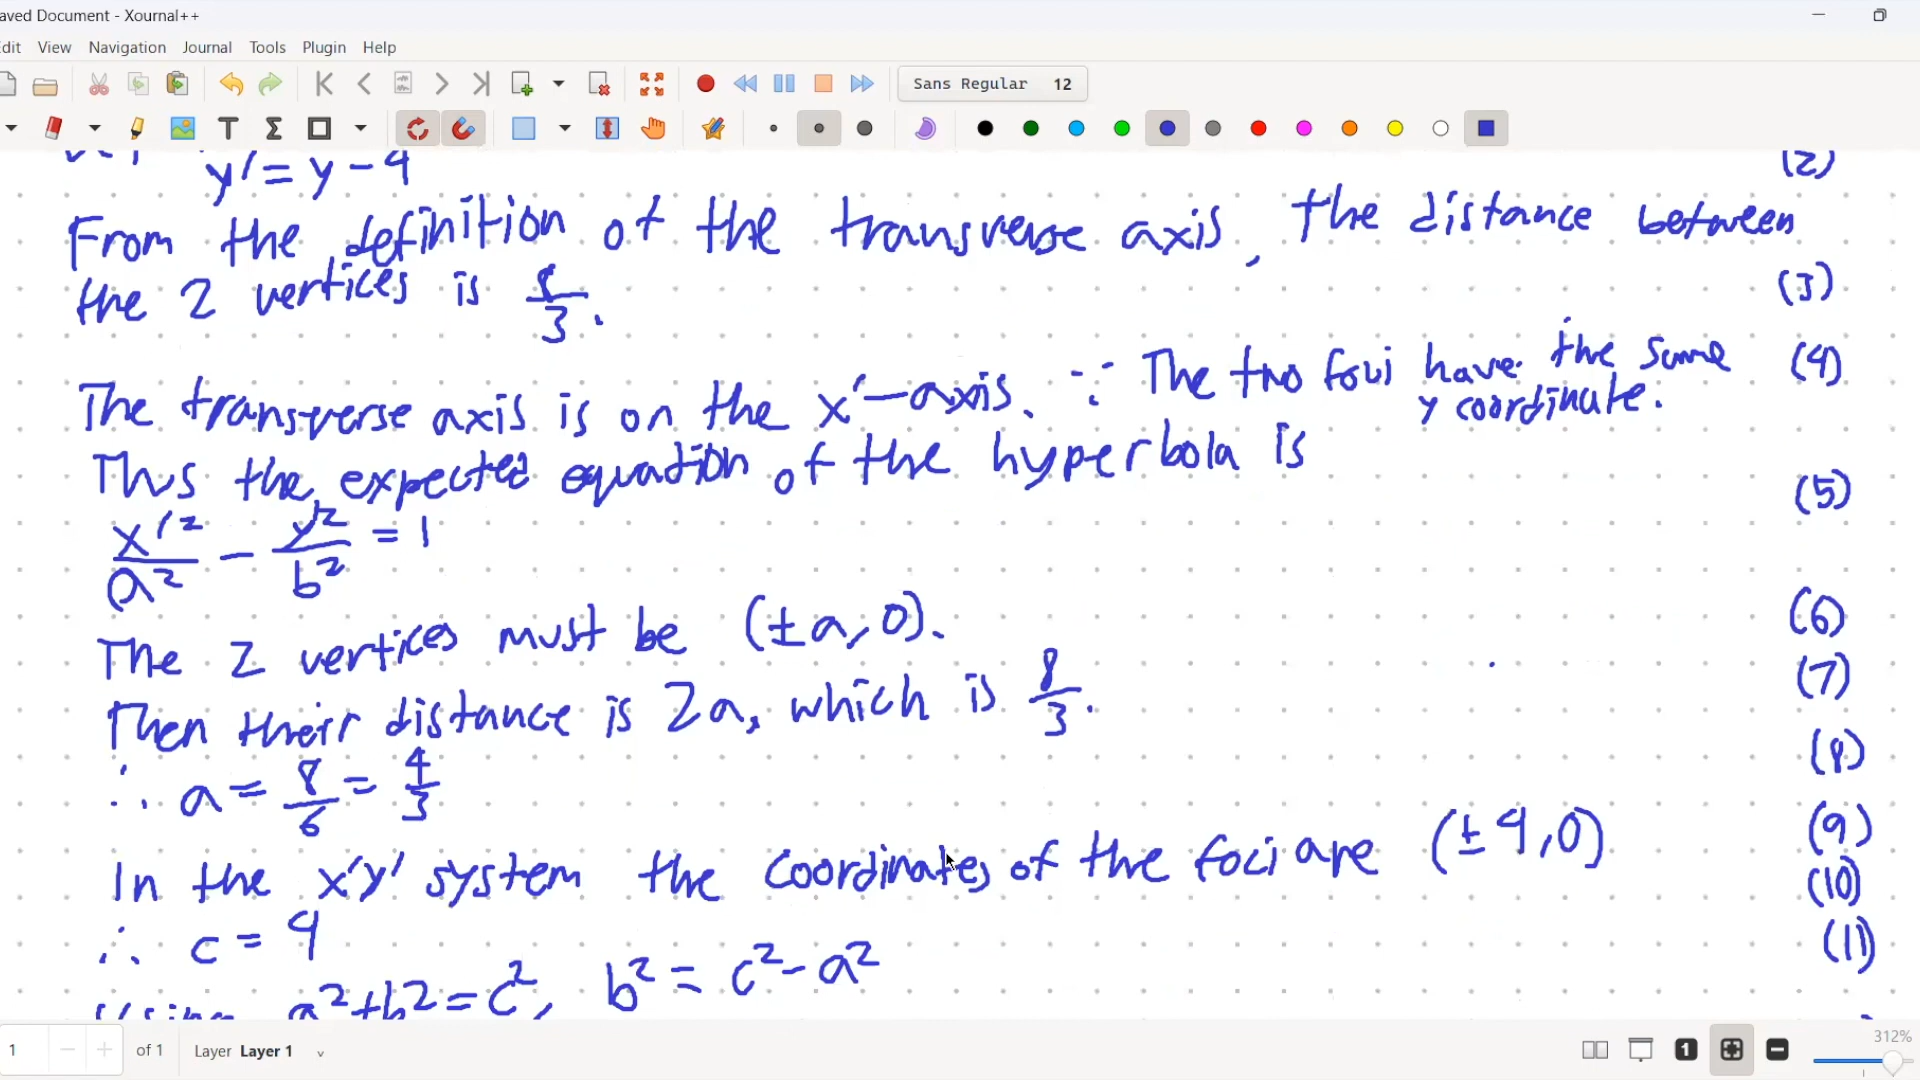 aved Document - Xournal++
dit View Navigation Journal Tools Plugin Help
Sans Regular 12
y' = y - 4 (2)
From the definition of the transverse axis, the distance between
the 2 vertices is 8/3. (3)
The transverse axis is on the x'-axis. ∵ The two foci have the same (4)
y coordinate.
Thus the expected equation of the hyperbola is
x'²/a² - y'²/b² = 1 (5)
The 2 vertices must be (±a, 0). (6)
Then their distance is 2a, which is 8/3. (7)
∴ a = 8/6 = 4/3 (8)
In the x'y' system the coordinates of the foci are (±4, 0) (9)
∴ c = 4 (10)
Using a² + b² = c², b² = c² - a² (11)
1 of 1 Layer Layer 1 1 312%